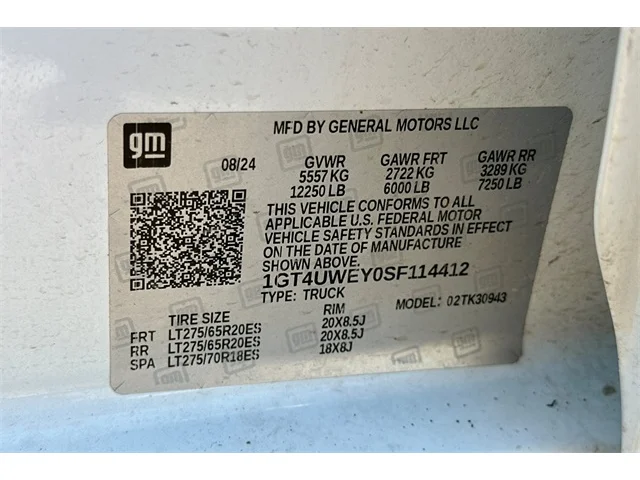 gm
MFD BY GENERAL MOTORS LLC
08/24 GVWR GAWR FRT GAWR RR
5557 KG 2722 KG 3289 KG
12250 LB 6000 LB 7250 LB
THIS VEHICLE CONFORMS TO ALL
APPLICABLE U.S. FEDERAL MOTOR
VEHICLE SAFETY STANDARDS IN EFFECT
ON THE DATE OF MANUFACTURE
SHOWN ABOVE.
1GT4UWEY0SF114412
TYPE: TRUCK MODEL: 02TK30943
TIRE SIZE RIM
FRT LT275/65R20ES 20X8.5J
RR LT275/65R20ES 20X8.5J
SPA LT275/70R18ES 18X8J